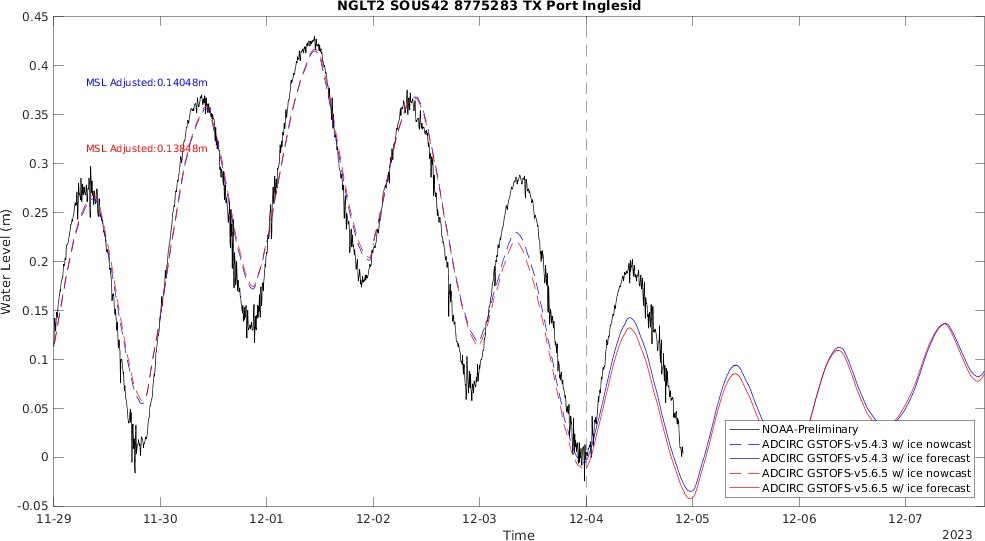 NGLT2 SOUS42 8775283 TX Port Inglesid
0.45
0.4
0.35
0.3
0.25
0.2
0.15
0.1
0.05
0
-0.05
Water Level (m)
MSL Adjusted:0.14048m
MSL Adjusted:0.13848m
NOAA-Preliminary
ADCIRC GSTOFS-v5.4.3 w/ ice nowcast
ADCIRC GSTOFS-v5.4.3 w/ ice forecast
ADCIRC GSTOFS-v5.6.5 w/ ice nowcast
ADCIRC GSTOFS-v5.6.5 w/ ice forecast
11-29 11-30 12-01 12-02 12-03 12-04 12-05 12-06 12-07
Time
2023